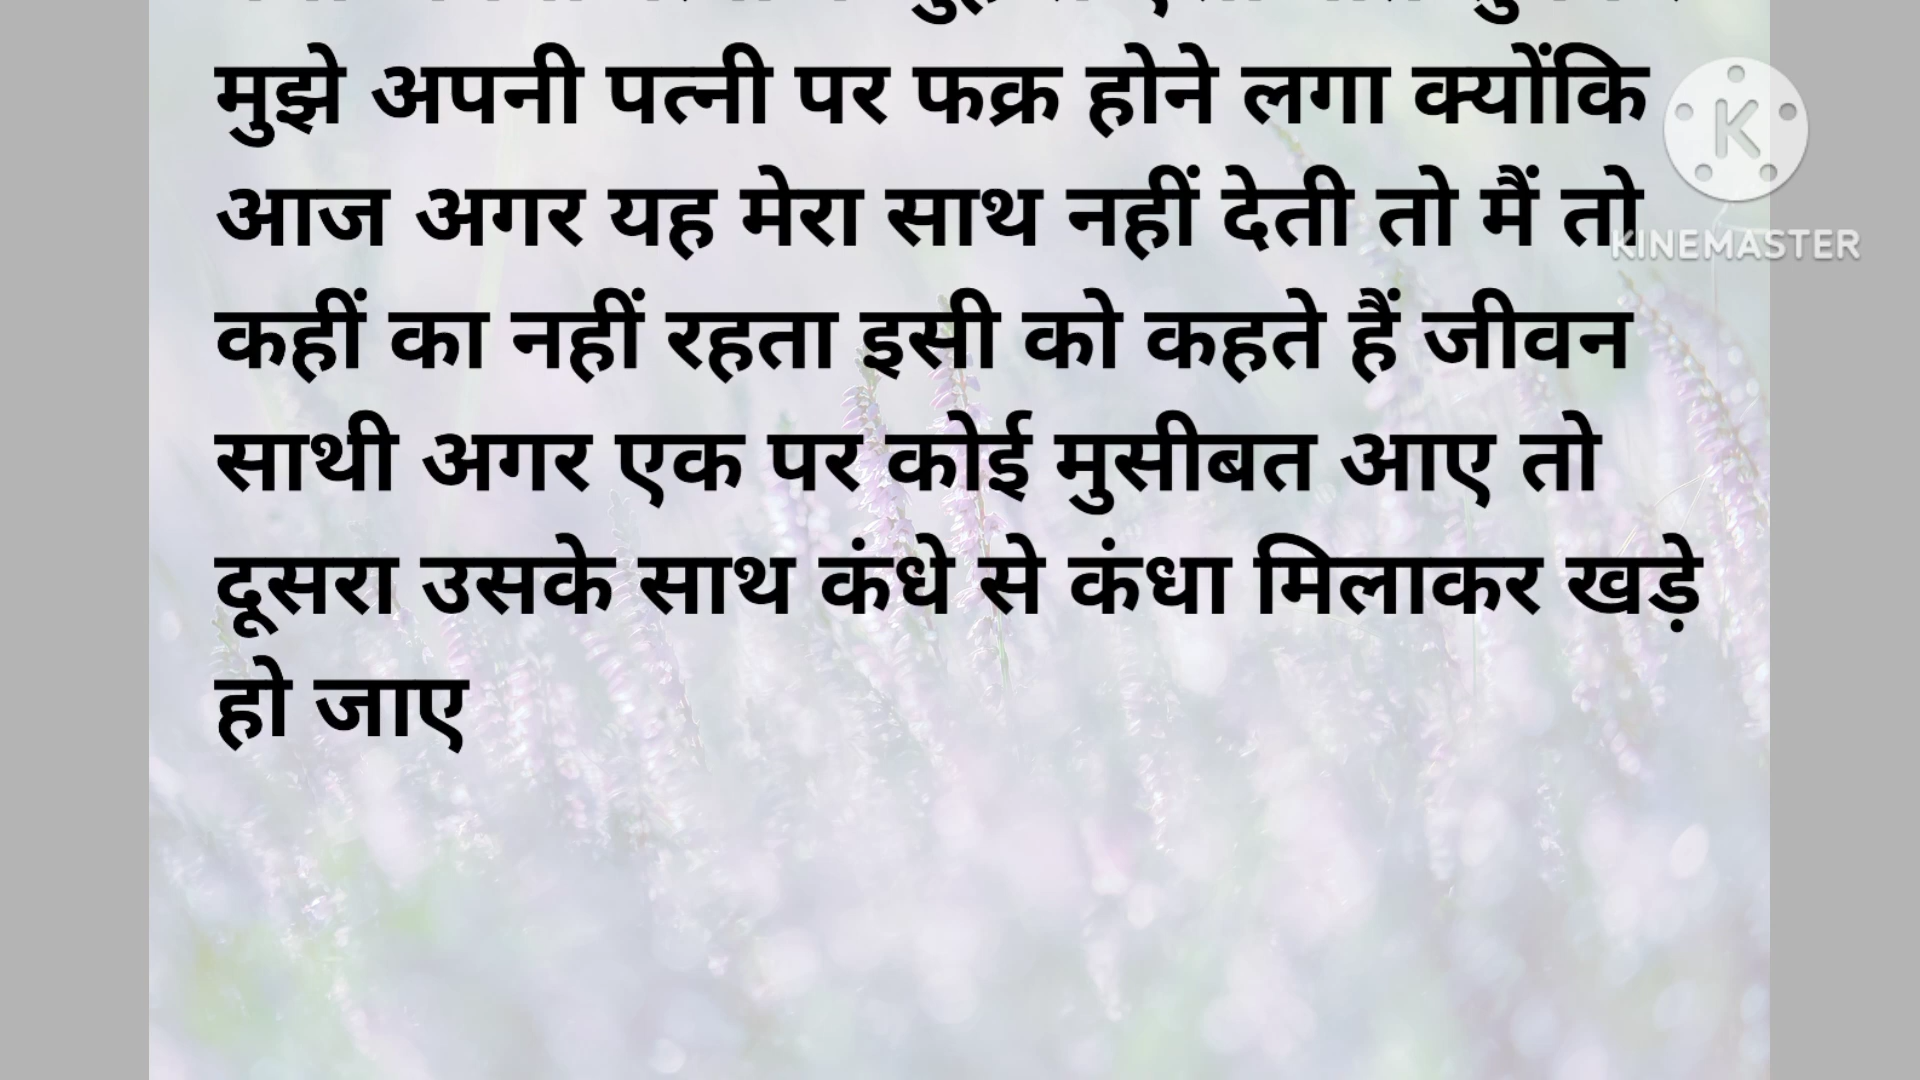 मुझे अपनी पत्नी पर फक्र होने लगा क्योंकि
आज अगर यह मेरा साथ नहीं देती तो मैं तो
कहीं का नहीं रहता इसी को कहते हैं जीवन
साथी अगर एक पर कोई मुसीबत आए तो
दूसरा उसके साथ कंधे से कंधा मिलाकर खड़े
हो जाए
K
KINEMASTER